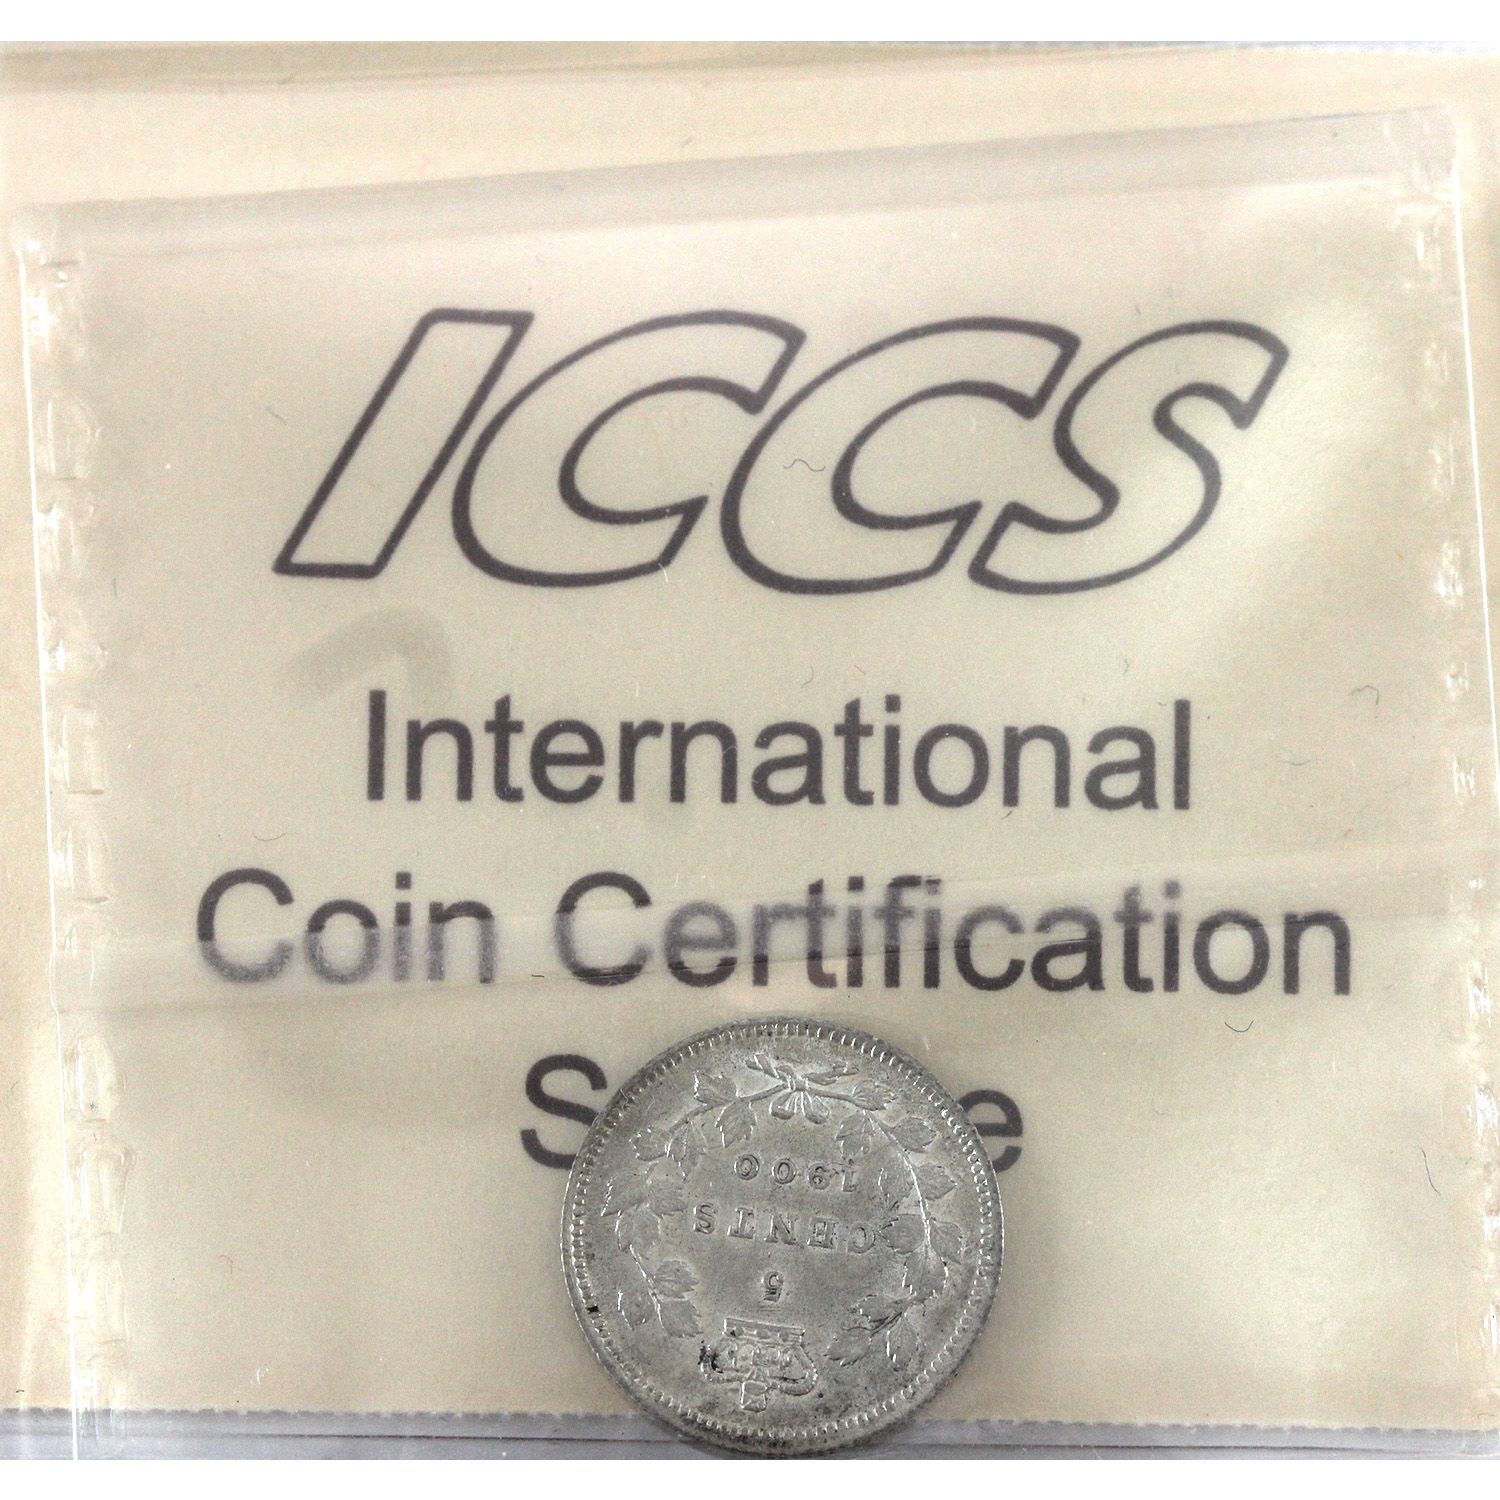 ICCS
International
Coin Certification
S e
5
CENTS
1900